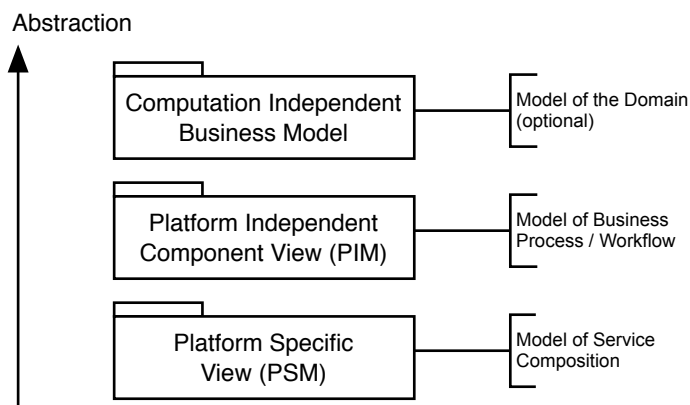 Abstraction
Computation Independent
Business Model
Model of the Domain
(optional)
Platform Independent
Component View (PIM)
Model of Business
Process / Workflow
Platform Specific
View (PSM)
Model of Service
Composition